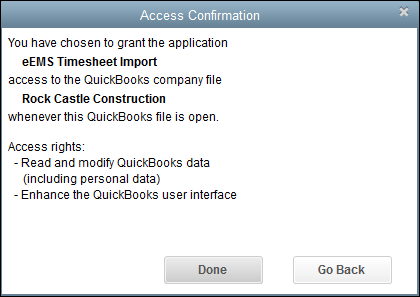 Access Confirmation
You have chosen to grant the application
eEMS Timesheet Import
access to the QuickBooks company file
Rock Castle Construction
whenever this QuickBooks file is open.
Access rights:
- Read and modify QuickBooks data
(including personal data)
- Enhance the QuickBooks user interface
Done
Go Back